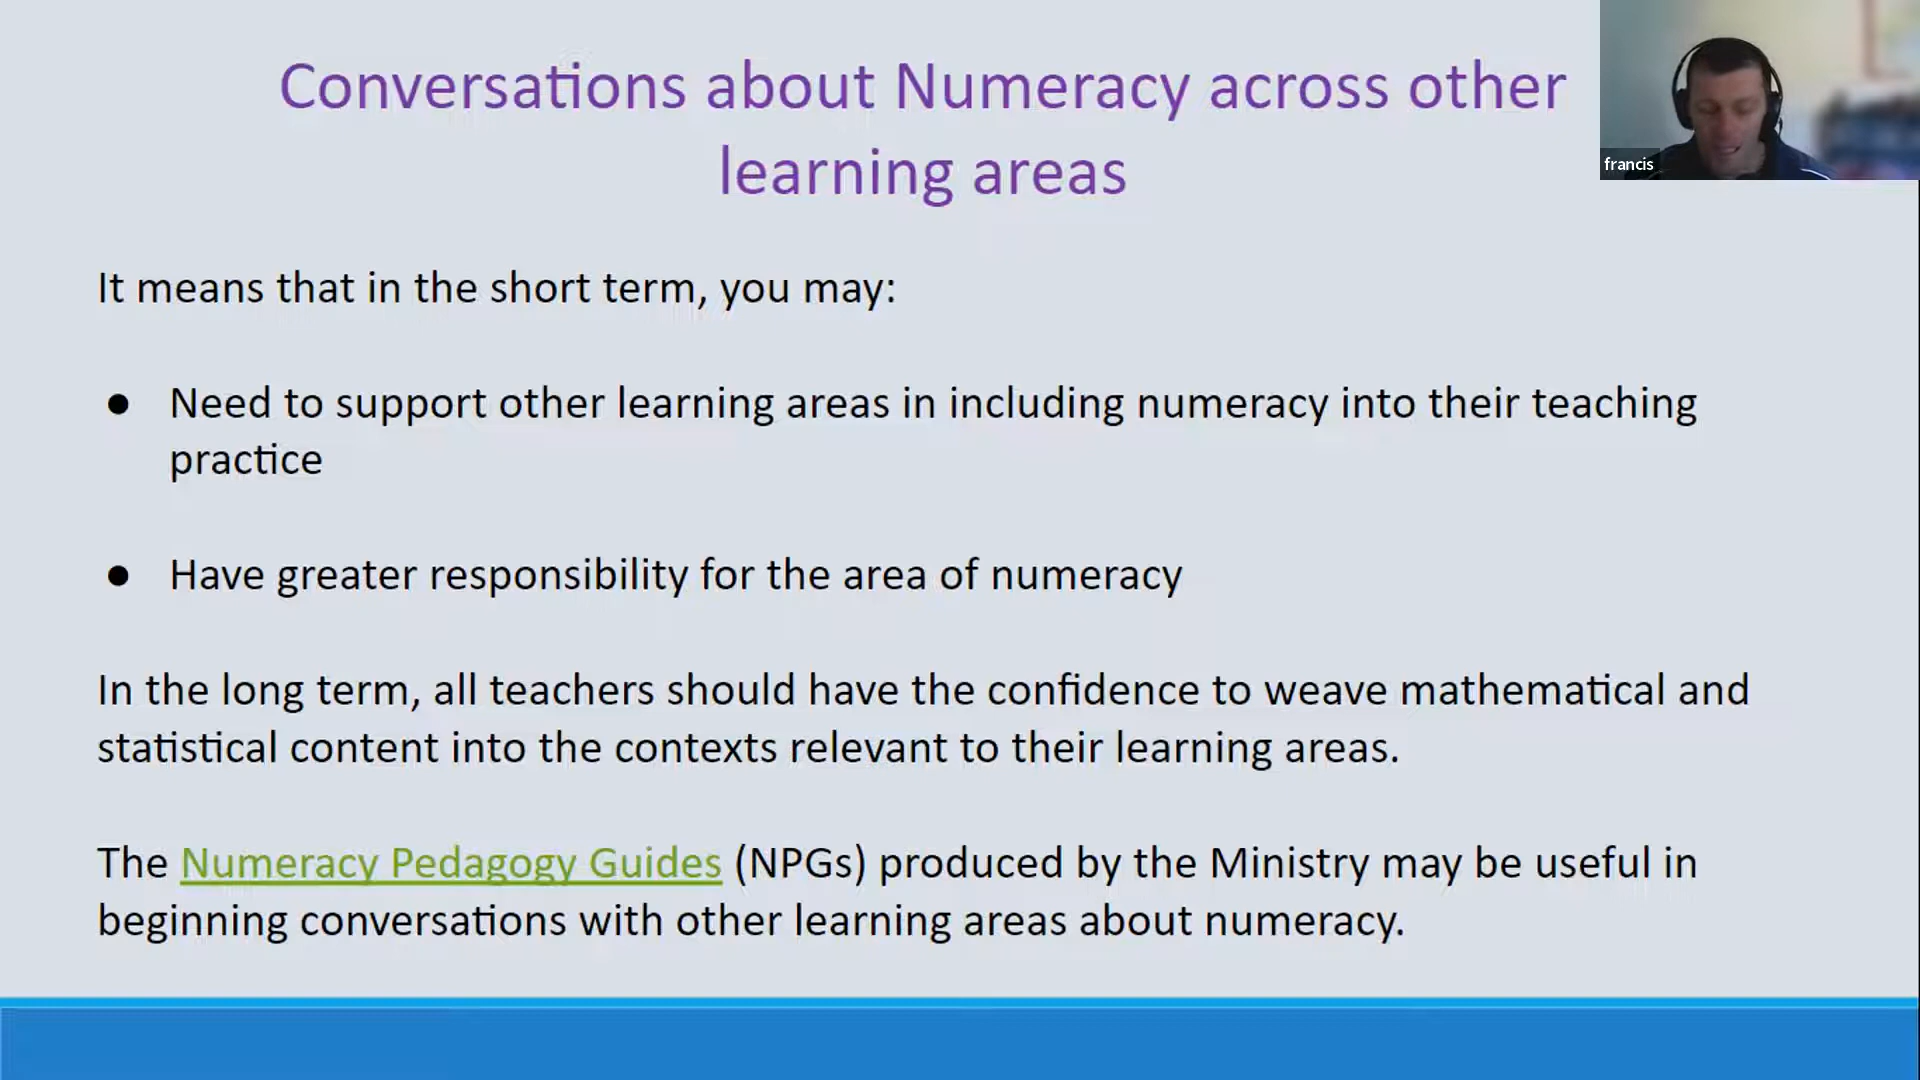 Conversations about Numeracy across other
learning areas
francis
It means that in the short term, you may:
● Need to support other learning areas in including numeracy into their teaching
practice
● Have greater responsibility for the area of numeracy
In the long term, all teachers should have the confidence to weave mathematical and
statistical content into the contexts relevant to their learning areas.
The Numeracy Pedagogy Guides (NPGs) produced by the Ministry may be useful in
beginning conversations with other learning areas about numeracy.